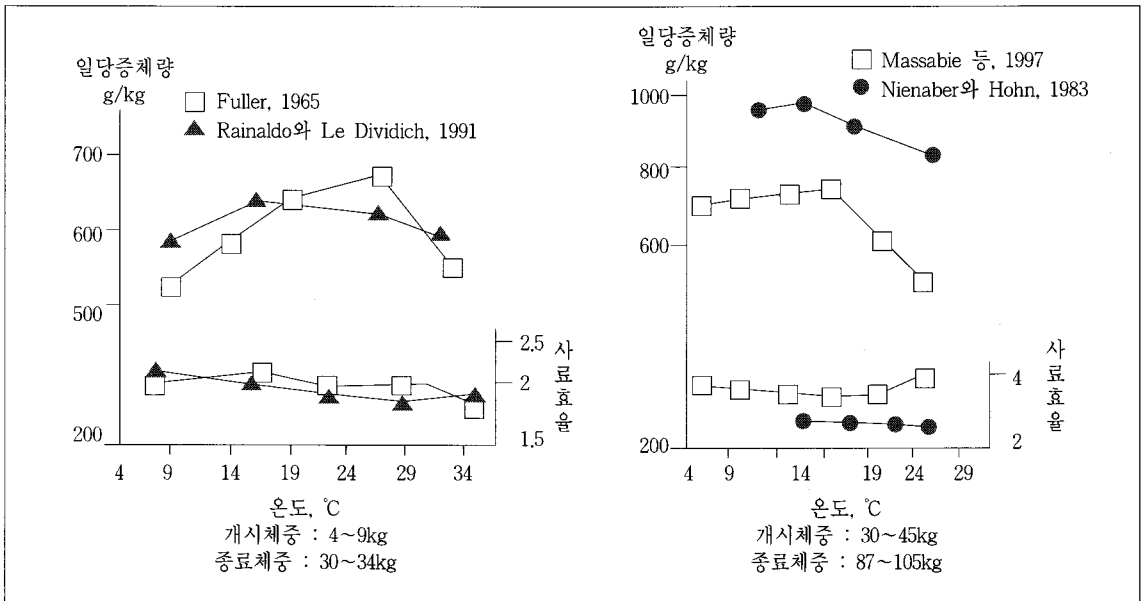 일당증체량
g/kg
□ Fuller, 1965
▲ Rainaldo와 Le Dividich, 1991
700
600
500
200
2.5
2
1.5
사료효율
4 9 14 19 24 29 34
온도, ℃
개시체중 : 4~9kg
종료체중 : 30~34kg
일당증체량
g/kg
□ Massabie 등, 1997
● Nienaber와 Hohn, 1983
1000
800
600
200
4
2
사료효율
4 9 14 19 24 29
온도, ℃
개시체중 : 30~45kg
종료체중 : 87~105kg